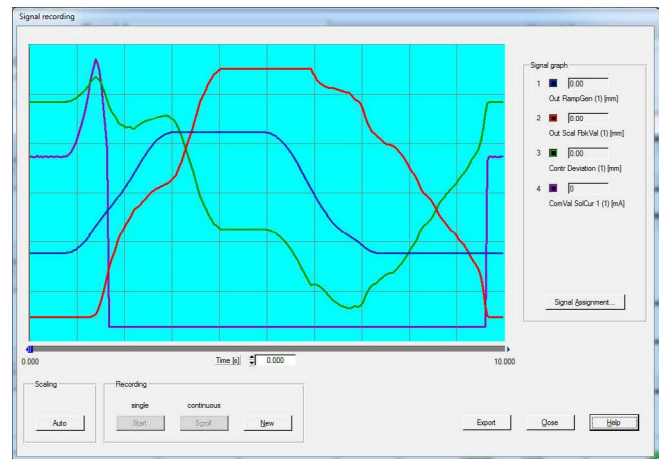 Signal recording
Signal graph
1 0.00
Out RampGen (1) [mm]
2 0.00
Out Scal FbkVal (1) [mm]
3 0.00
Contr Deviation (1) [mm]
4 0
ComVal SolCur 1 (1) [mA]
Signal Assignment...
0.000 Time [s] 0.000 10.000
Scaling Recording
single continuous
Auto Start Scroll New Export Close Help